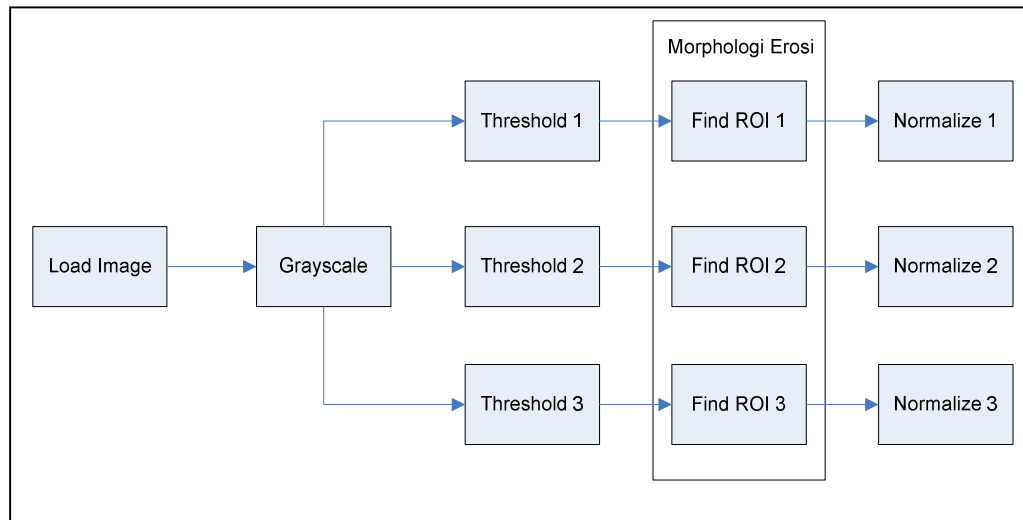 Morphologi Erosi
Threshold 1
Find ROI 1
Normalize 1
Load Image
Grayscale
Threshold 2
Find ROI 2
Normalize 2
Threshold 3
Find ROI 3
Normalize 3